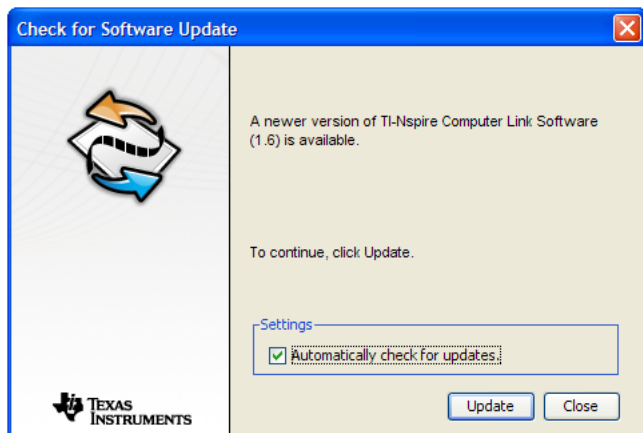 Check for Software Update
A newer version of TI-Nspire Computer Link Software
(1.6) is available.
To continue, click Update.
Settings
Automatically check for updates.
Update Close
TEXAS
INSTRUMENTS